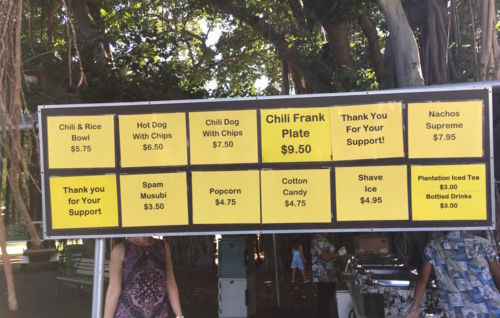 Chili & Rice
Bowl
$5.75
Hot Dog
With Chips
$6.50
Chili Dog
With Chips
$7.50
Chili Frank
Plate
$9.50
Thank You
For Your
Support!
Nachos
Supreme
$7.95
Thank you
for Your
Support
Spam
Musubi
$3.50
Popcorn
$4.75
Cotton
Candy
$4.75
Shave
Ice
$4.95
Plantation Iced Tea
$3.00
Bottled Drinks
$3.00